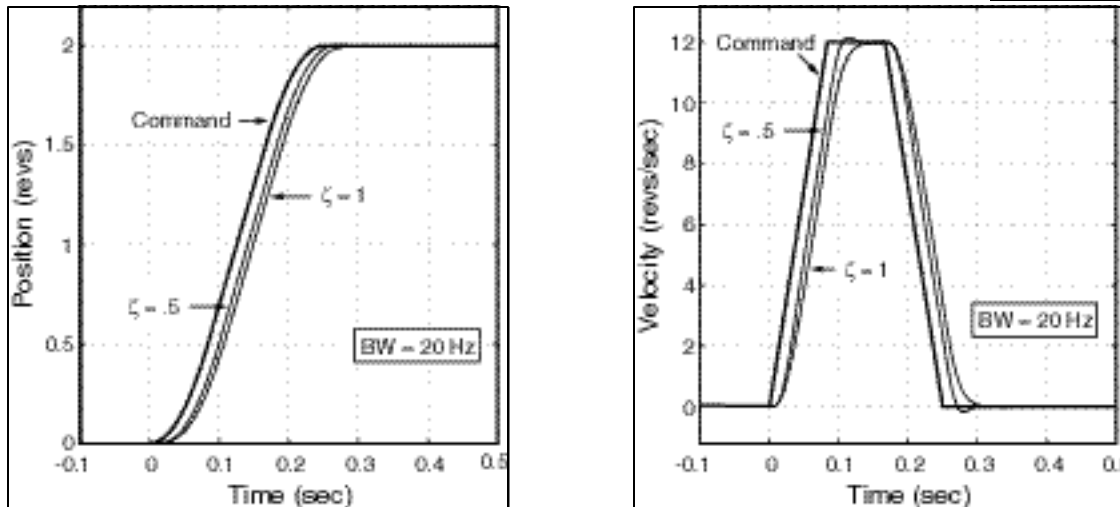 2
1.5
1
0.5
0
Position (revs)
Command
ζ = 1
ζ = .5
BW = 20 Hz
-0.1 0 0.1 0.2 0.3 0.4 0.5
Time (sec)
12
10
8
6
4
2
0
Velocity (revs/sec)
Command
ζ = .5
ζ = 1
BW = 20 Hz
-0.1 0 0.1 0.2 0.3 0.4
Time (sec)